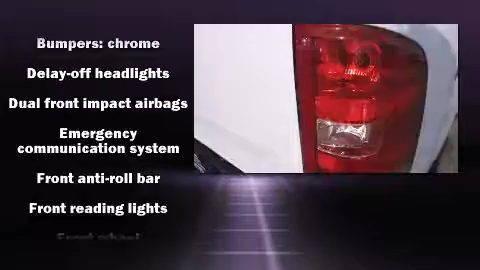 Bumpers: chrome
Delay-off headlights
Dual front impact airbags
Emergency
communication system
Front anti-roll bar
Front reading lights